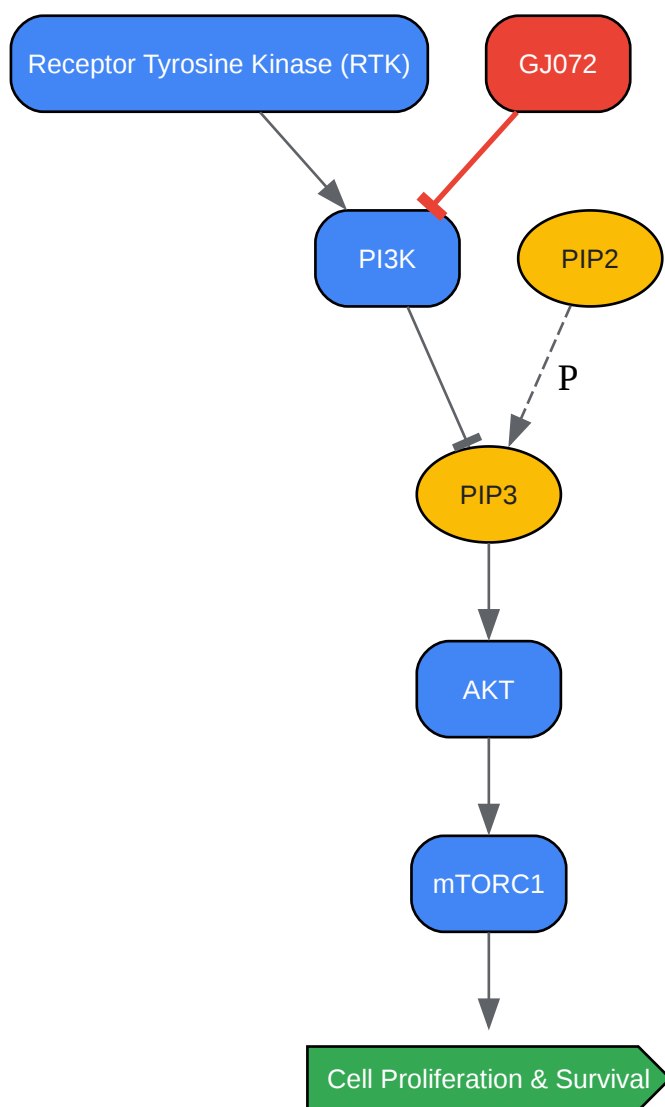 Receptor Tyrosine Kinase (RTK)
GJ072
PI3K
PIP2
P
PIP3
AKT
mTORC1
Cell Proliferation & Survival